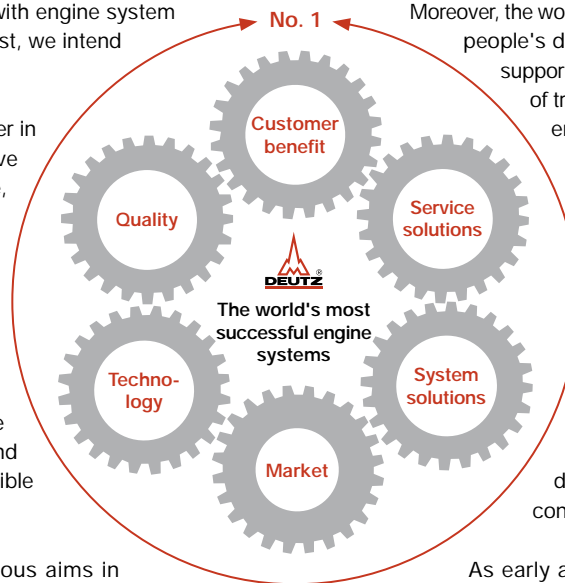 with engine system
st, we intend
er in
ve
nd
ible
ous aims in
No. 1
Customer
benefit
Quality
Service
solutions
DEUTZ®
The world's most
successful engine
systems
Techno-
logy
System
solutions
Market
Moreover, the wo
people's d
suppor
of tr
er
d
con
As early a